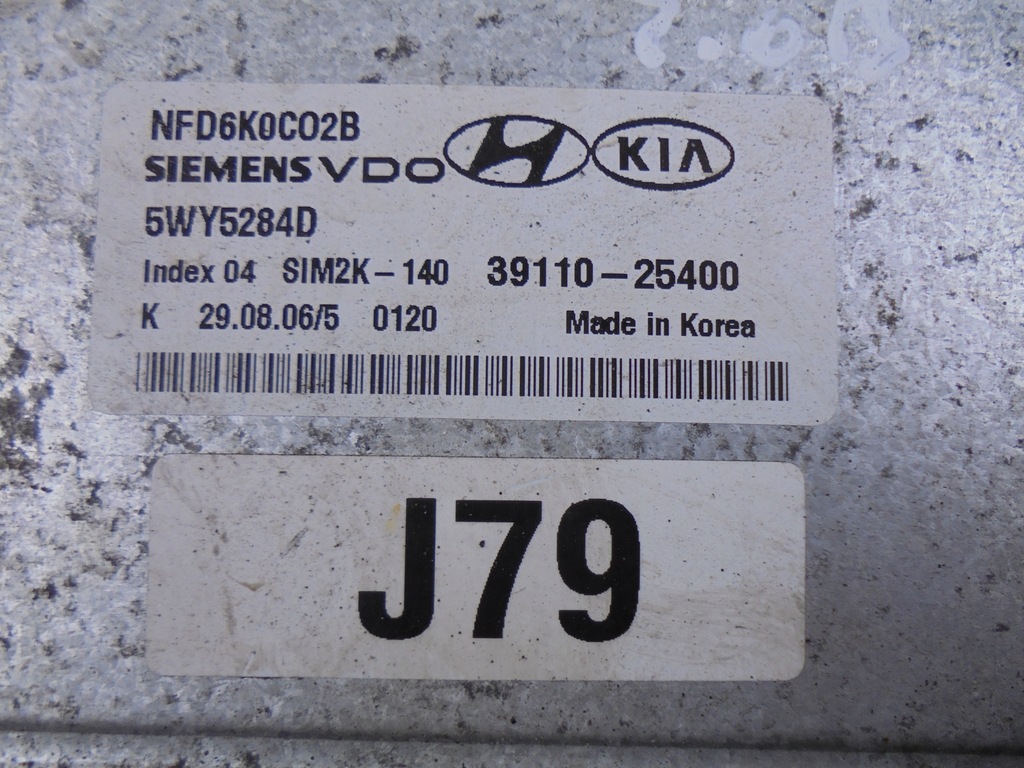 NFD6K0C02B
SIEMENS VDO KIA
5WY5284D
Index 04 SIM2K-140 39110-25400
K 29.08.06/5 0120 Made in Korea
J79